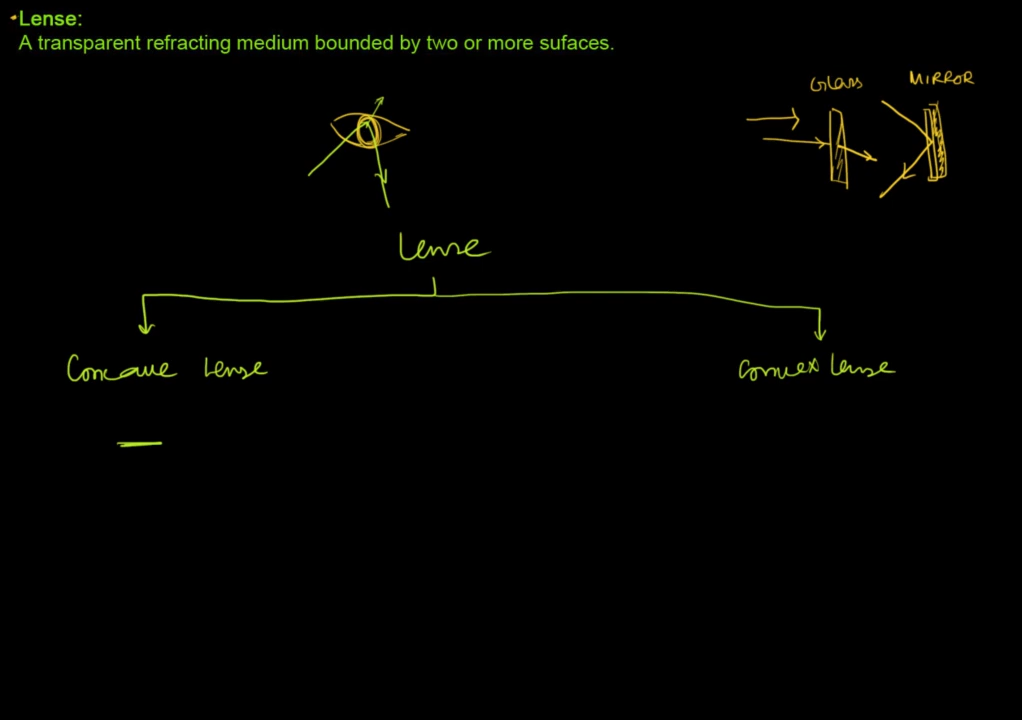 Lense:
A transparent refracting medium bounded by two or more sufaces.
Glass MIRROR
Lense
Concave Lense Convex Lense